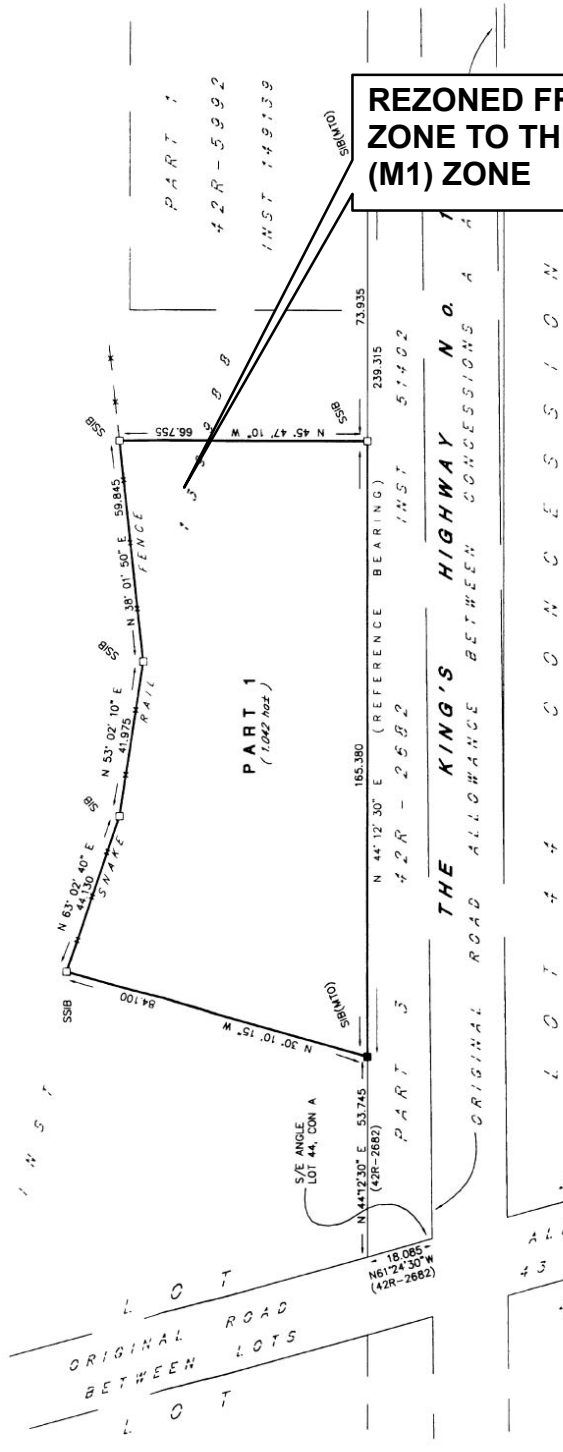 REZONED FR
ZONE TO TH
(M1) ZONE
PART 1
42R-5992
INST 149139
SIB(MTO)
73.935
239.315
SSIB
N 45° 47' 10" W
66.755
SSIB
59.845
N 38° 01' 50" E
FENCE
SSIB
N 53° 02' 10" E
41.975
RAIL
SIB
N 63° 02' 40" E
44.130
SNAKE
SSIB
84.100
N 30° 10' 15" W
SIB(MTO)
PART 1
(1.042 ha±)
165.380
N 44° 12' 30" E (REFERENCE BEARING)
PART 3 42R-2682 INST 51402
THE KING'S HIGHWAY No.
ORIGINAL ROAD ALLOWANCE BETWEEN CONCESSIONS A
LOT 44 CONCESSION
INST
S/E ANGLE
LOT 44, CON A
N 44°12'30" E 53.745
(42R-2682)
18.085
N61°24'30"W
(42R-2682)
LOT
ORIGINAL ROAD
BETWEEN LOTS
LOT
43